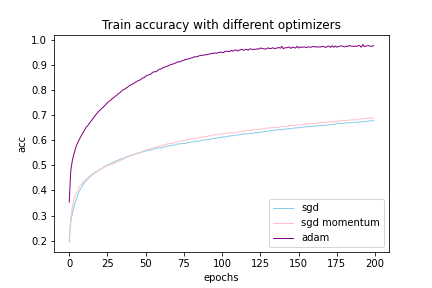 Train accuracy with different optimizers
1.0
0.9
0.8
0.7
0.6
0.5
0.4
0.3
0.2
acc
0 25 50 75 100 125 150 175 200
epochs
sgd
sgd momentum
adam